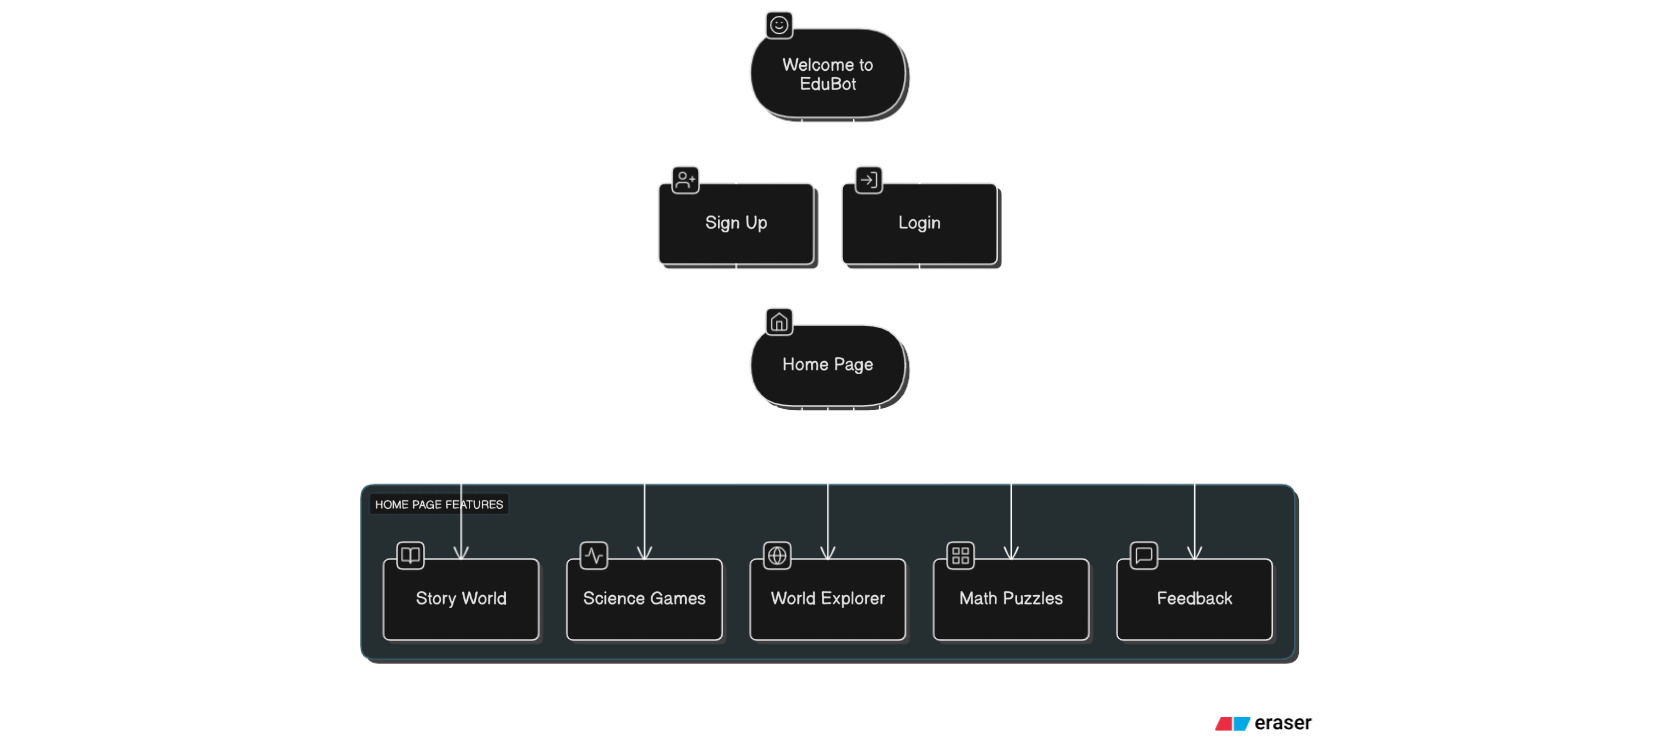 Welcome to
EduBot
Sign Up
Login
Home Page
HOME PAGE FEATURES
Story World
Science Games
World Explorer
Math Puzzles
Feedback
eraser